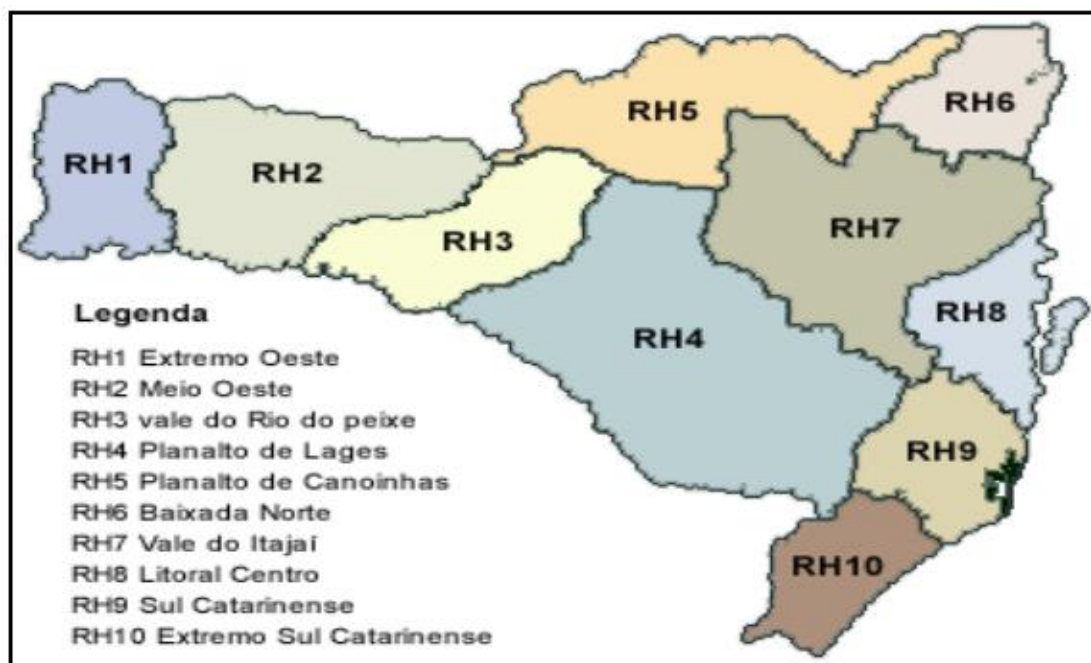 RH6
RH5
RH1
RH2
RH7
RH3
RH8
RH4
RH9
RH10
Legenda
RH1 Extremo Oeste
RH2 Meio Oeste
RH3 vale do Rio do peixe
RH4 Planalto de Lages
RH5 Planalto de Canoinhas
RH6 Baixada Norte
RH7 Vale do Itajaí
RH8 Litoral Centro
RH9 Sul Catarinense
RH10 Extremo Sul Catarinense